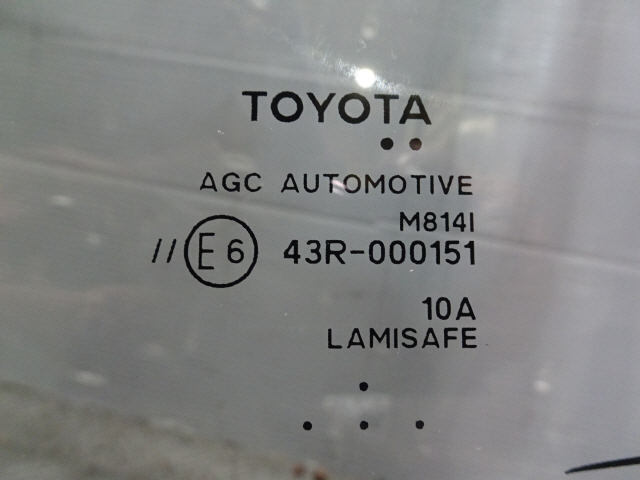 TOYOTA
AGC AUTOMOTIVE
M814I
// E6 43R-000151
10A
LAMISAFE